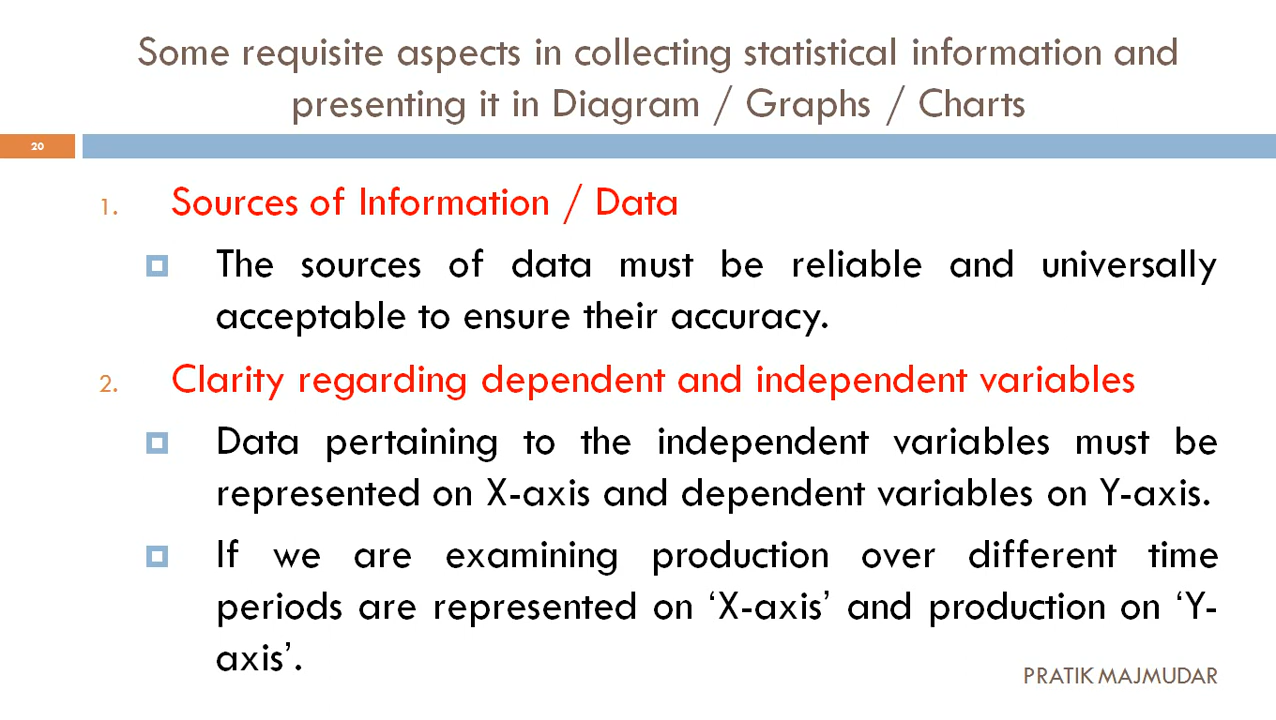 Some requisite aspects in collecting statistical information and
presenting it in Diagram / Graphs / Charts
20
1. Sources of Information / Data
The sources of data must be reliable and universally
acceptable to ensure their accuracy.
2. Clarity regarding dependent and independent variables
Data pertaining to the independent variables must be
represented on X-axis and dependent variables on Y-axis.
If we are examining production over different time
periods are represented on ‘X-axis’ and production on ‘Y-
axis’.
PRATIK MAJMUDAR